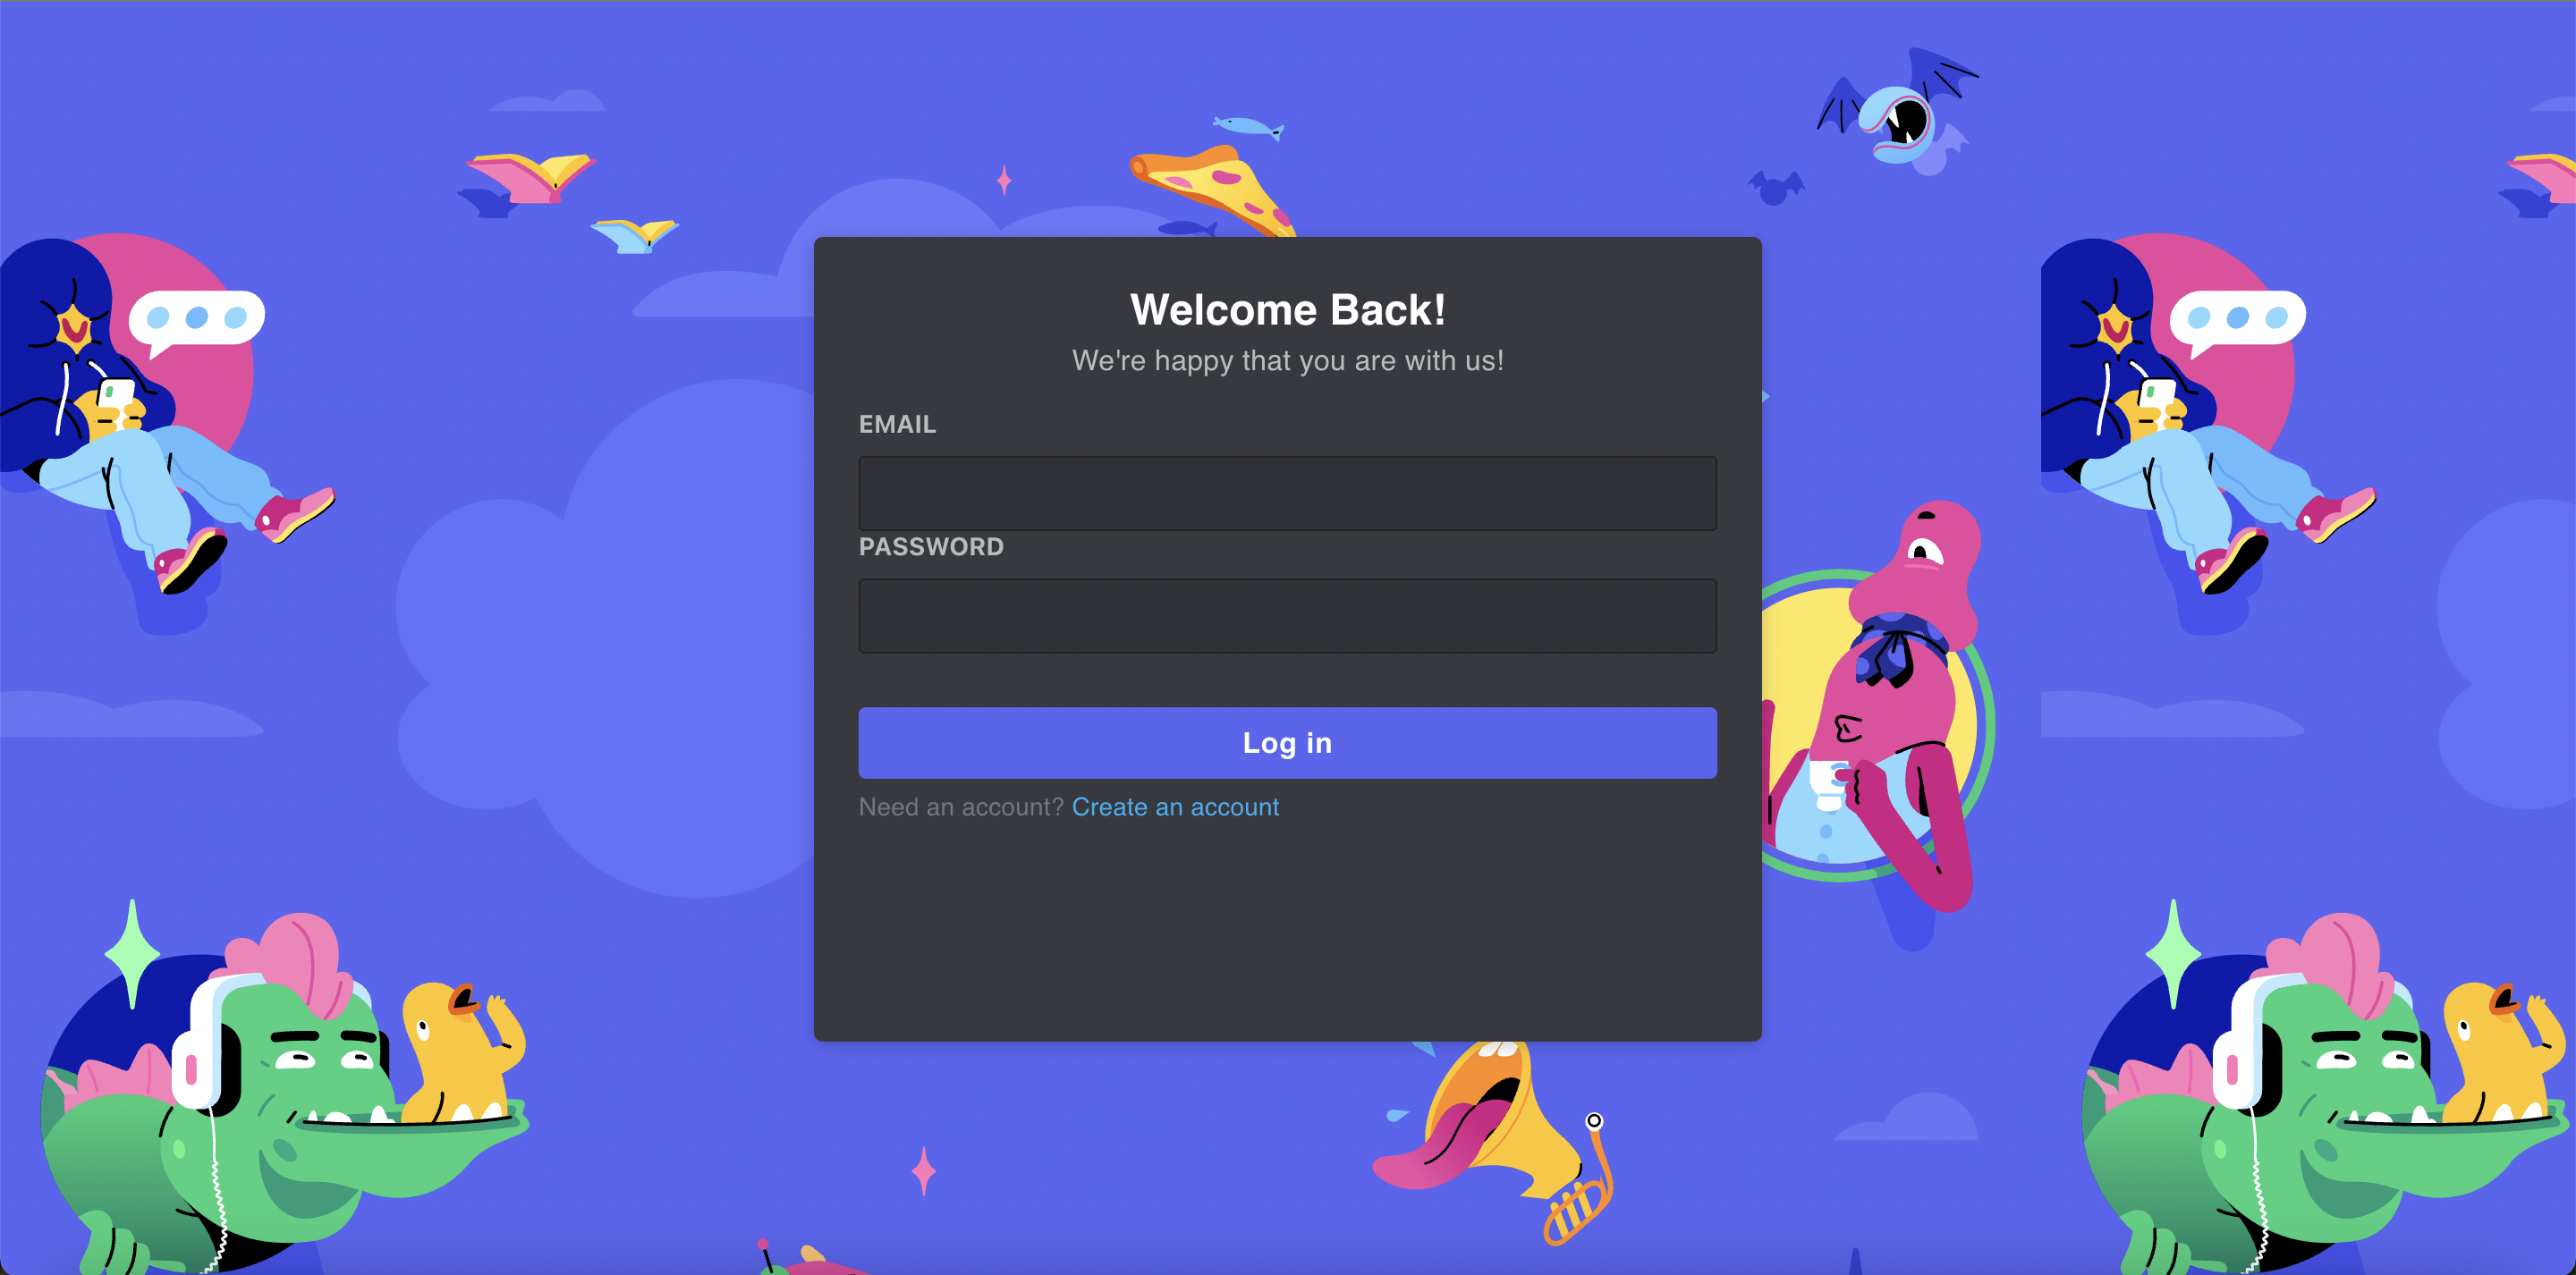 Welcome Back!
We're happy that you are with us!
EMAIL
PASSWORD
Log in
Need an account? Create an account